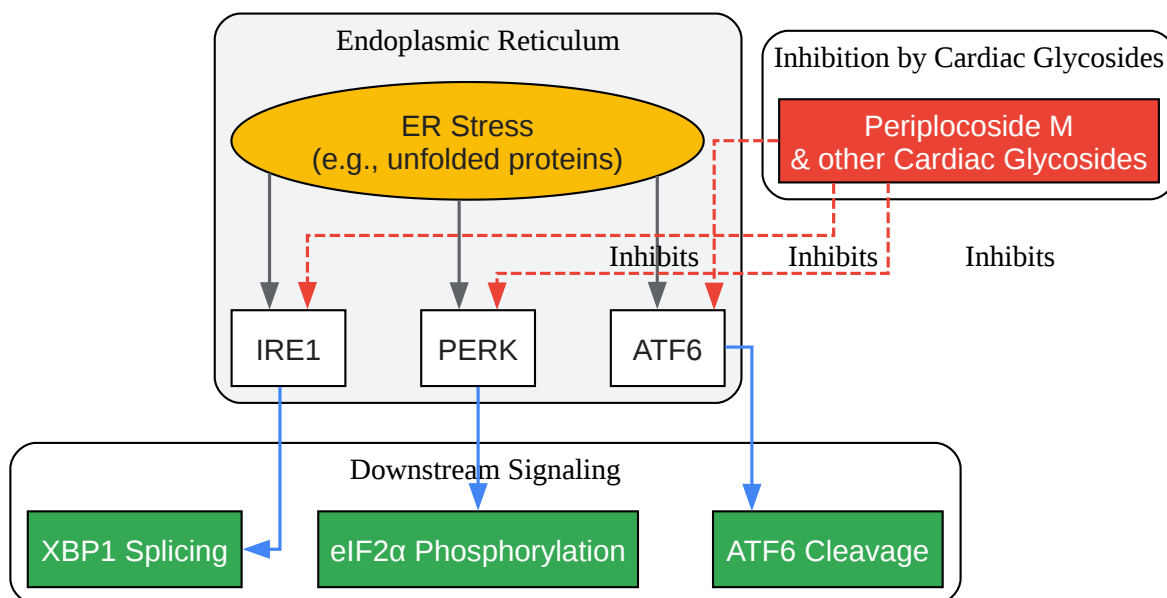 Endoplasmic Reticulum
Inhibition by Cardiac Glycosides
ER Stress
(e.g., unfolded proteins)
Periplocoside M
& other Cardiac Glycosides
Inhibits
Inhibits
Inhibits
IRE1
PERK
ATF6
Downstream Signaling
XBP1 Splicing
eIF2α Phosphorylation
ATF6 Cleavage